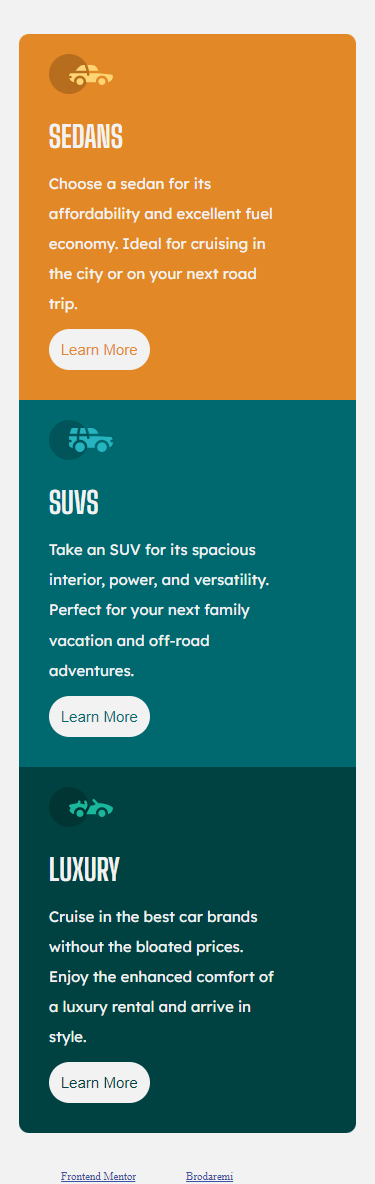 SEDANS
Choose a sedan for its
affordability and excellent fuel
economy. Ideal for cruising in
the city or on your next road
trip.
Learn More
SUVS
Take an SUV for its spacious
interior, power, and versatility.
Perfect for your next family
vacation and off-road
adventures.
Learn More
LUXURY
Cruise in the best car brands
without the bloated prices.
Enjoy the enhanced comfort of
a luxury rental and arrive in
style.
Learn More
Frontend Mentor Brodaremi